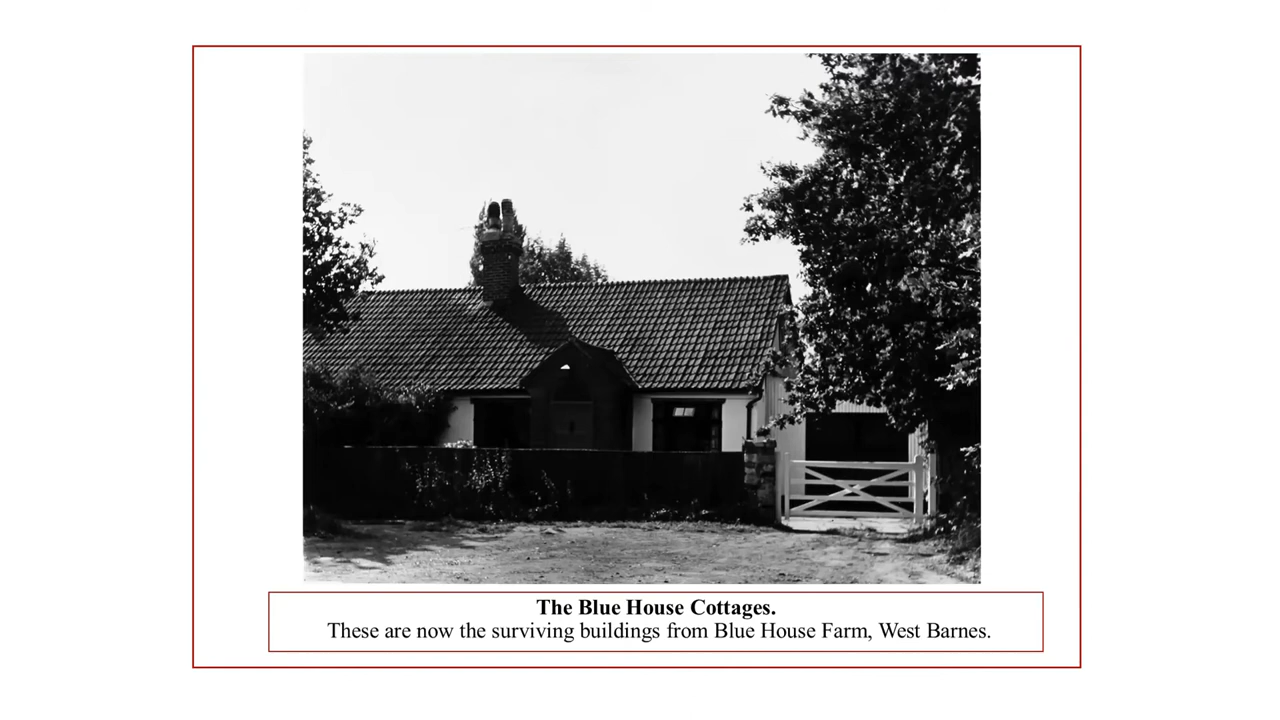 The Blue House Cottages.
These are now the surviving buildings from Blue House Farm, West Barnes.